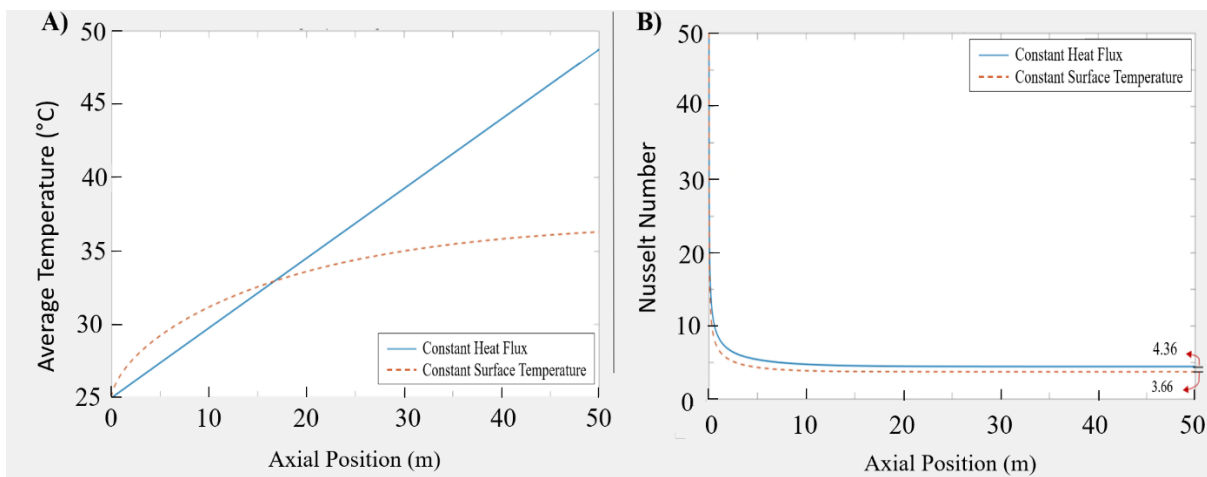 A)
50
45
40
35
30
25
0
10
20
30
40
50
Average Temperature (°C)
Axial Position (m)
Constant Heat Flux
Constant Surface Temperature
B)
50
40
30
20
10
0
0
10
20
30
40
50
Nusselt Number
Axial Position (m)
Constant Heat Flux
Constant Surface Temperature
4.36
3.66